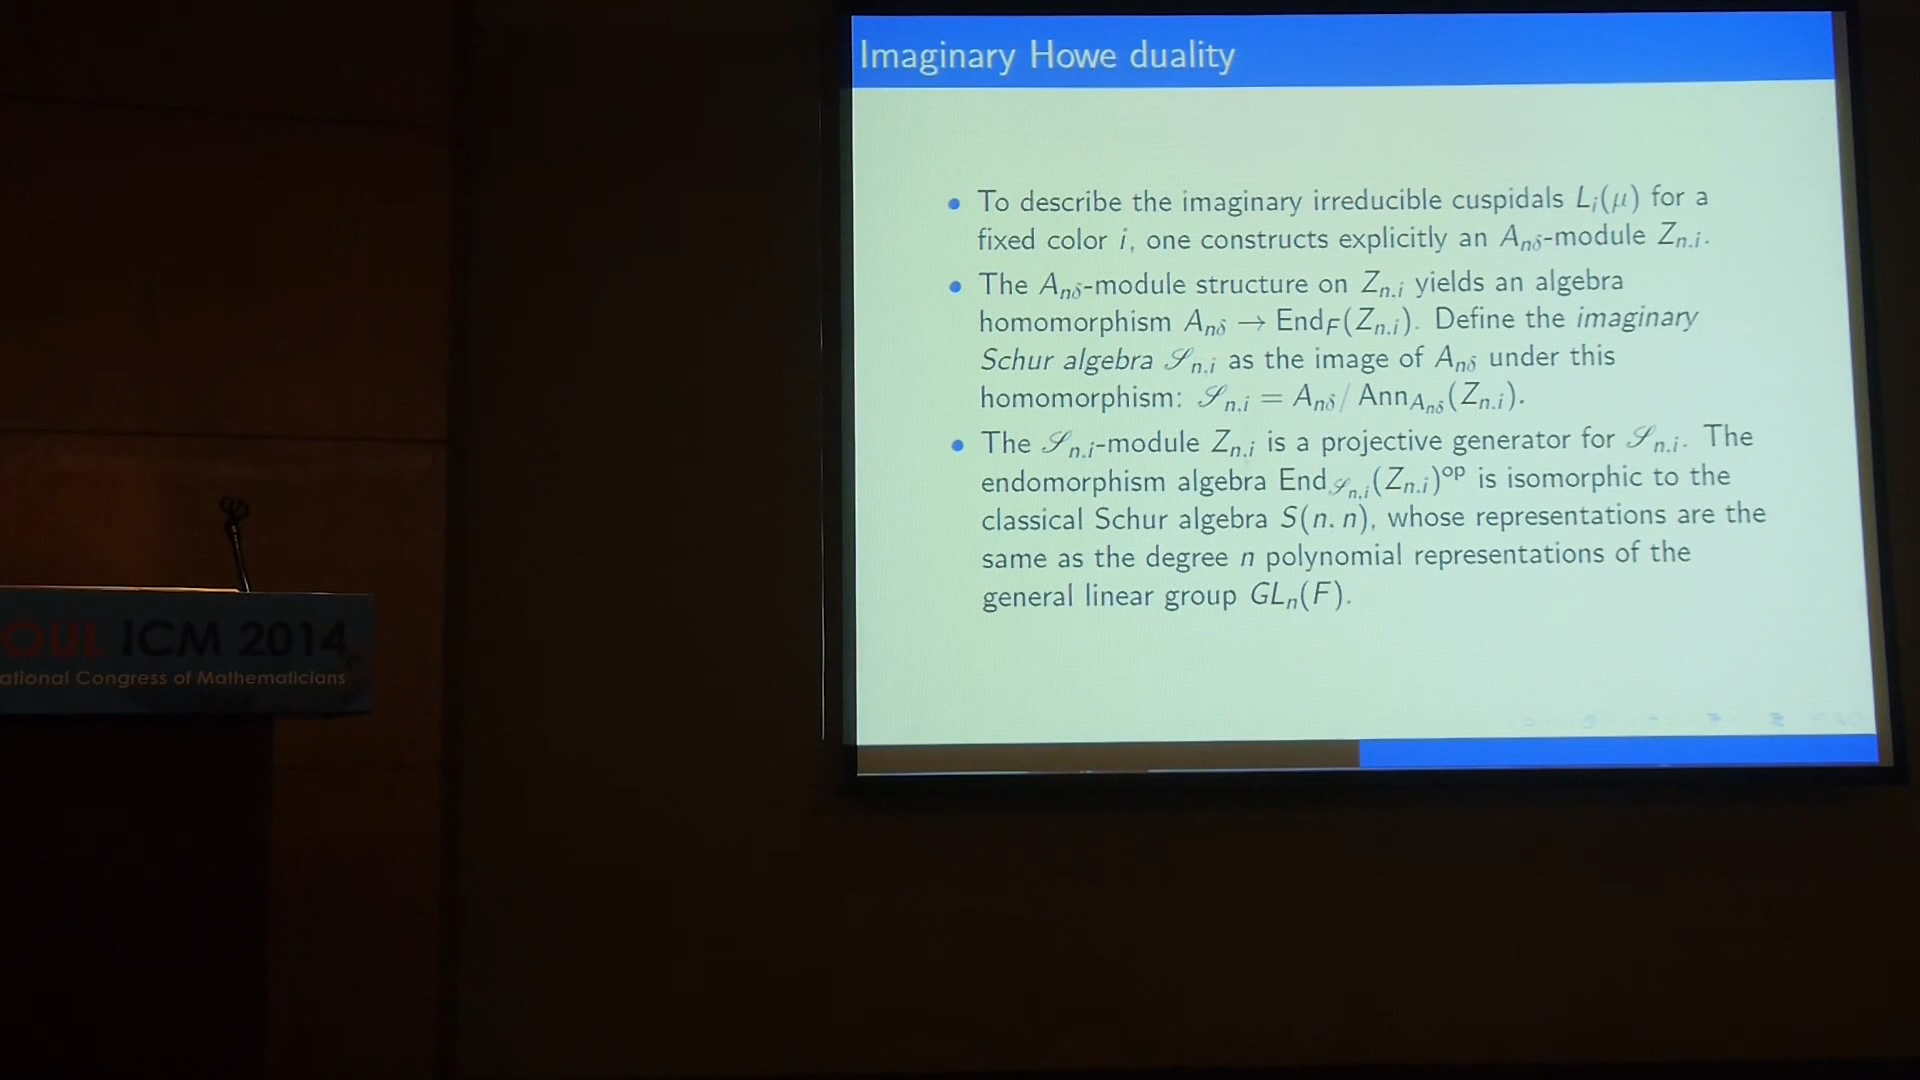 Imaginary Howe duality
• To describe the imaginary irreducible cuspidals Lᵢ(μ) for a
fixed color i, one constructs explicitly an A_{nδ}-module Z_{n,i}.
• The A_{nδ}-module structure on Z_{n,i} yields an algebra
homomorphism A_{nδ} → End_F(Z_{n,i}). Define the imaginary
Schur algebra 𝒮_{n,i} as the image of A_{nδ} under this
homomorphism: 𝒮_{n,i} = A_{nδ}/ Ann_{A_{nδ}}(Z_{n,i}).
• The 𝒮_{n,i}-module Z_{n,i} is a projective generator for 𝒮_{n,i}. The
endomorphism algebra End_{𝒮_{n,i}}(Z_{n,i})^{op} is isomorphic to the
classical Schur algebra S(n, n), whose representations are the
same as the degree n polynomial representations of the
general linear group GL_n(F).
OUL ICM 2014
ational Congress of Mathematicians